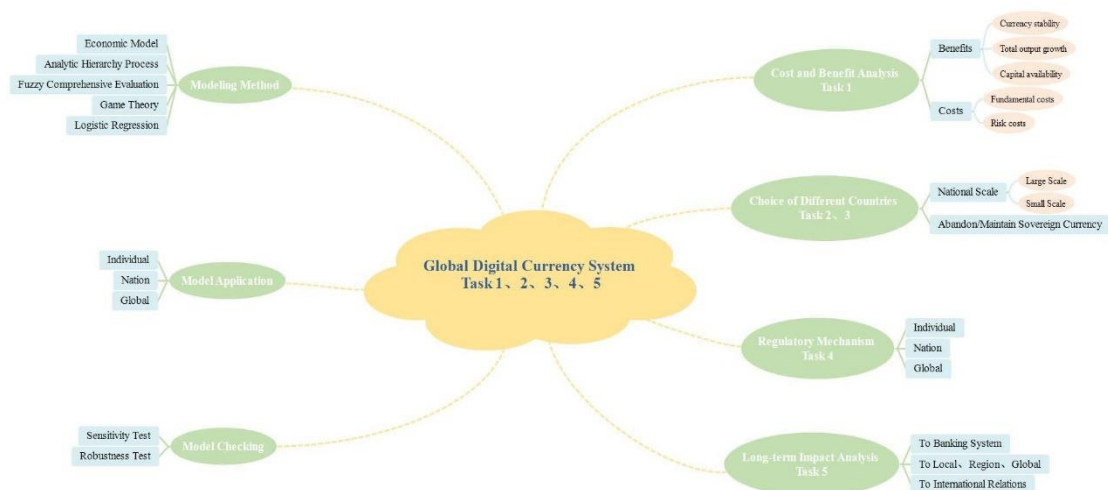 Global Digital Currency System
Task 1、2、3、4、5
Modeling Method
Economic Model
Analytic Hierarchy Process
Fuzzy Comprehensive Evaluation
Game Theory
Logistic Regression
Model Application
Individual
Nation
Global
Model Checking
Sensitivity Test
Robustness Test
Cost and Benefit Analysis
Task 1
Benefits
Currency stability
Total output growth
Capital availability
Costs
Fundamental costs
Risk costs
Choice of Different Countries
Task 2、3
National Scale
Large Scale
Small Scale
Abandon/Maintain Sovereign Currency
Regulatory Mechanism
Task 4
Individual
Nation
Global
Long-term Impact Analysis
Task 5
To Banking System
To Local、Region、Global
To International Relations